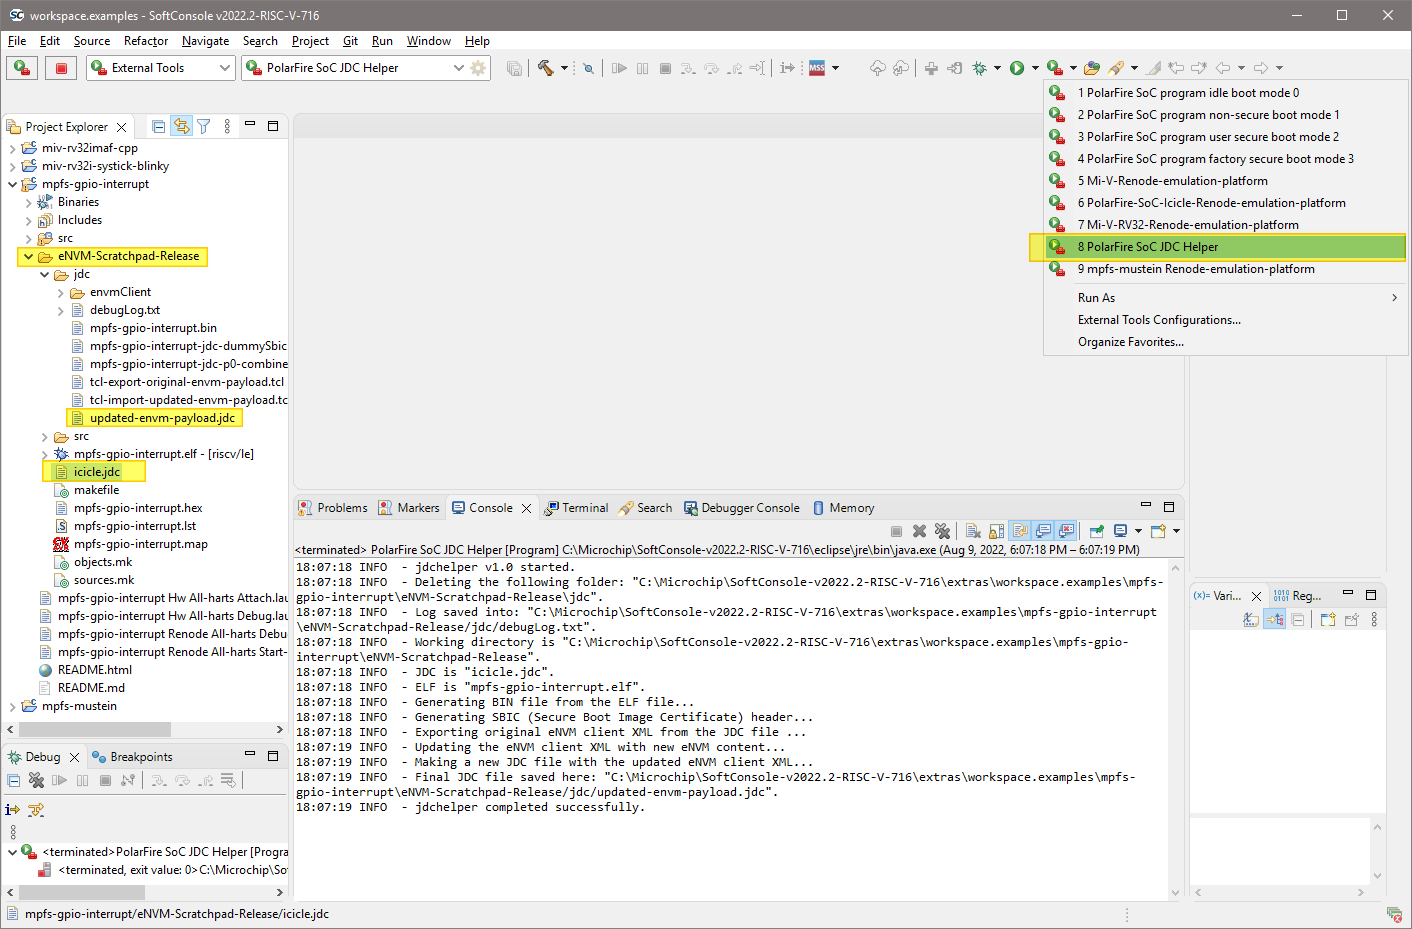 workspace.examples - SoftConsole v2022.2-RISC-V-716
File Edit Source Refactor Navigate Search Project Git Run Window Help
External Tools
PolarFire SoC JDC Helper
MSS
1 PolarFire SoC program idle boot mode 0
2 PolarFire SoC program non-secure boot mode 1
3 PolarFire SoC program user secure boot mode 2
4 PolarFire SoC program factory secure boot mode 3
5 Mi-V-Renode-emulation-platform
6 PolarFire-SoC-Icicle-Renode-emulation-platform
7 Mi-V-RV32-Renode-emulation-platform
8 PolarFire SoC JDC Helper
9 mpfs-mustein Renode-emulation-platform
Run As
External Tools Configurations...
Organize Favorites...
Project Explorer
miv-rv32imaf-cpp
miv-rv32i-systick-blinky
mpfs-gpio-interrupt
Binaries
Includes
src
eNVM-Scratchpad-Release
jdc
envmClient
debugLog.txt
mpfs-gpio-interrupt.bin
mpfs-gpio-interrupt-jdc-dummySbic
mpfs-gpio-interrupt-jdc-p0-combine
tcl-export-original-envm-payload.tcl
tcl-import-updated-envm-payload.tc
updated-envm-payload.jdc
src
mpfs-gpio-interrupt.elf - [riscv/le]
icicle.jdc
makefile
mpfs-gpio-interrupt.hex
mpfs-gpio-interrupt.lst
mpfs-gpio-interrupt.map
objects.mk
sources.mk
mpfs-gpio-interrupt Hw All-harts Attach.lau
mpfs-gpio-interrupt Hw All-harts Debug.lau
mpfs-gpio-interrupt Renode All-harts Debu
mpfs-gpio-interrupt Renode All-harts Start-
README.html
README.md
mpfs-mustein
Problems Markers Console Terminal Search Debugger Console Memory
<terminated> PolarFire SoC JDC Helper [Program] C:\Microchip\SoftConsole-v2022.2-RISC-V-716\eclipse\jre\bin\java.exe (Aug 9, 2022, 6:07:18 PM – 6:07:19 PM)
18:07:18 INFO - jdchelper v1.0 started.
18:07:18 INFO - Deleting the following folder: "C:\Microchip\SoftConsole-v2022.2-RISC-V-716\extras\workspace.examples\mpfs-
gpio-interrupt\eNVM-Scratchpad-Release\jdc".
18:07:18 INFO - Log saved into: "C:\Microchip\SoftConsole-v2022.2-RISC-V-716\extras\workspace.examples\mpfs-gpio-interrupt
\eNVM-Scratchpad-Release/jdc/debugLog.txt".
18:07:18 INFO - Working directory is "C:\Microchip\SoftConsole-v2022.2-RISC-V-716\extras\workspace.examples\mpfs-gpio-
interrupt\eNVM-Scratchpad-Release".
18:07:18 INFO - JDC is "icicle.jdc".
18:07:18 INFO - ELF is "mpfs-gpio-interrupt.elf".
18:07:18 INFO - Generating BIN file from the ELF file...
18:07:18 INFO - Generating SBIC (Secure Boot Image Certificate) header...
18:07:18 INFO - Exporting original eNVM client XML from the JDC file ...
18:07:19 INFO - Updating the eNVM client XML with new eNVM content...
18:07:19 INFO - Making a new JDC file with the updated eNVM client XML...
18:07:19 INFO - Final JDC file saved here: "C:\Microchip\SoftConsole-v2022.2-RISC-V-716\extras\workspace.examples\mpfs-
gpio-interrupt\eNVM-Scratchpad-Release/jdc/updated-envm-payload.jdc".
18:07:19 INFO - jdchelper completed successfully.
(x)= Vari... Reg...
Debug Breakpoints
<terminated>PolarFire SoC JDC Helper [Progra
<terminated, exit value: 0>C:\Microchip\So
mpfs-gpio-interrupt/eNVM-Scratchpad-Release/icicle.jdc